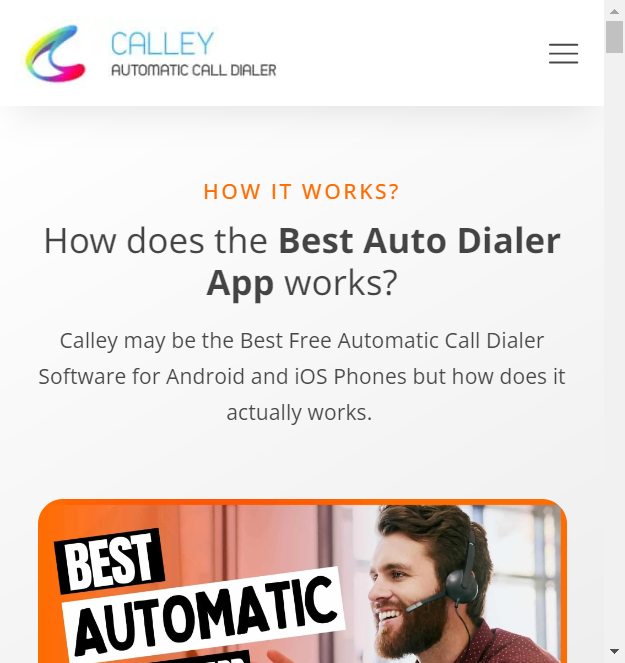 CALLEY
AUTOMATIC CALL DIALER
HOW IT WORKS?
How does the Best Auto Dialer
App works?
Calley may be the Best Free Automatic Call Dialer
Software for Android and iOS Phones but how does it
actually works.
BEST
AUTOMATIC